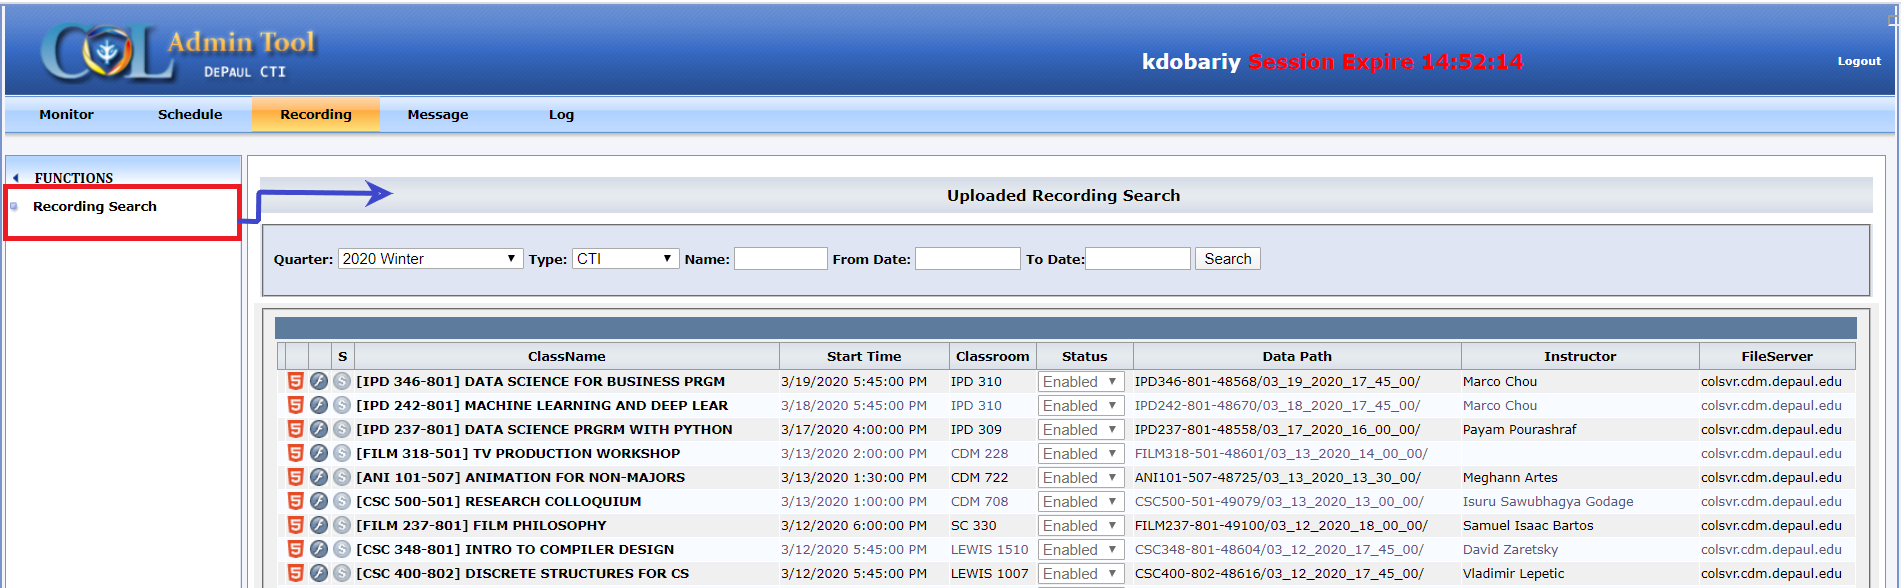 COL Admin Tool
DEPAUL CTI
kdobariy Session Expire 14:52:14
Logout
Monitor Schedule Recording Message Log
FUNCTIONS
Recording Search
Uploaded Recording Search
Quarter: 2020 Winter Type: CTI Name: From Date: To Date: Search
S ClassName Start Time Classroom Status Data Path Instructor FileServer
[IPD 346-801] DATA SCIENCE FOR BUSINESS PRGM 3/19/2020 5:45:00 PM IPD 310 Enabled IPD346-801-48568/03_19_2020_17_45_00/ Marco Chou colsvr.cdm.depaul.edu
[IPD 242-801] MACHINE LEARNING AND DEEP LEAR 3/18/2020 5:45:00 PM IPD 310 Enabled IPD242-801-48670/03_18_2020_17_45_00/ Marco Chou colsvr.cdm.depaul.edu
[IPD 237-801] DATA SCIENCE PRGRM WITH PYTHON 3/17/2020 4:00:00 PM IPD 309 Enabled IPD237-801-48558/03_17_2020_16_00_00/ Payam Pourashraf colsvr.cdm.depaul.edu
[FILM 318-501] TV PRODUCTION WORKSHOP 3/13/2020 2:00:00 PM CDM 228 Enabled FILM318-501-48601/03_13_2020_14_00_00/ colsvr.cdm.depaul.edu
[ANI 101-507] ANIMATION FOR NON-MAJORS 3/13/2020 1:30:00 PM CDM 722 Enabled ANI101-507-48725/03_13_2020_13_30_00/ Meghann Artes colsvr.cdm.depaul.edu
[CSC 500-501] RESEARCH COLLOQUIUM 3/13/2020 1:00:00 PM CDM 708 Enabled CSC500-501-49079/03_13_2020_13_00_00/ Isuru Sawubhagya Godage colsvr.cdm.depaul.edu
[FILM 237-801] FILM PHILOSOPHY 3/12/2020 6:00:00 PM SC 330 Enabled FILM237-801-49100/03_12_2020_18_00_00/ Samuel Isaac Bartos colsvr.cdm.depaul.edu
[CSC 348-801] INTRO TO COMPILER DESIGN 3/12/2020 5:45:00 PM LEWIS 1510 Enabled CSC348-801-48604/03_12_2020_17_45_00/ David Zaretsky colsvr.cdm.depaul.edu
[CSC 400-802] DISCRETE STRUCTURES FOR CS 3/12/2020 5:45:00 PM LEWIS 1007 Enabled CSC400-802-48616/03_12_2020_17_45_00/ Vladimir Lepetic colsvr.cdm.depaul.edu